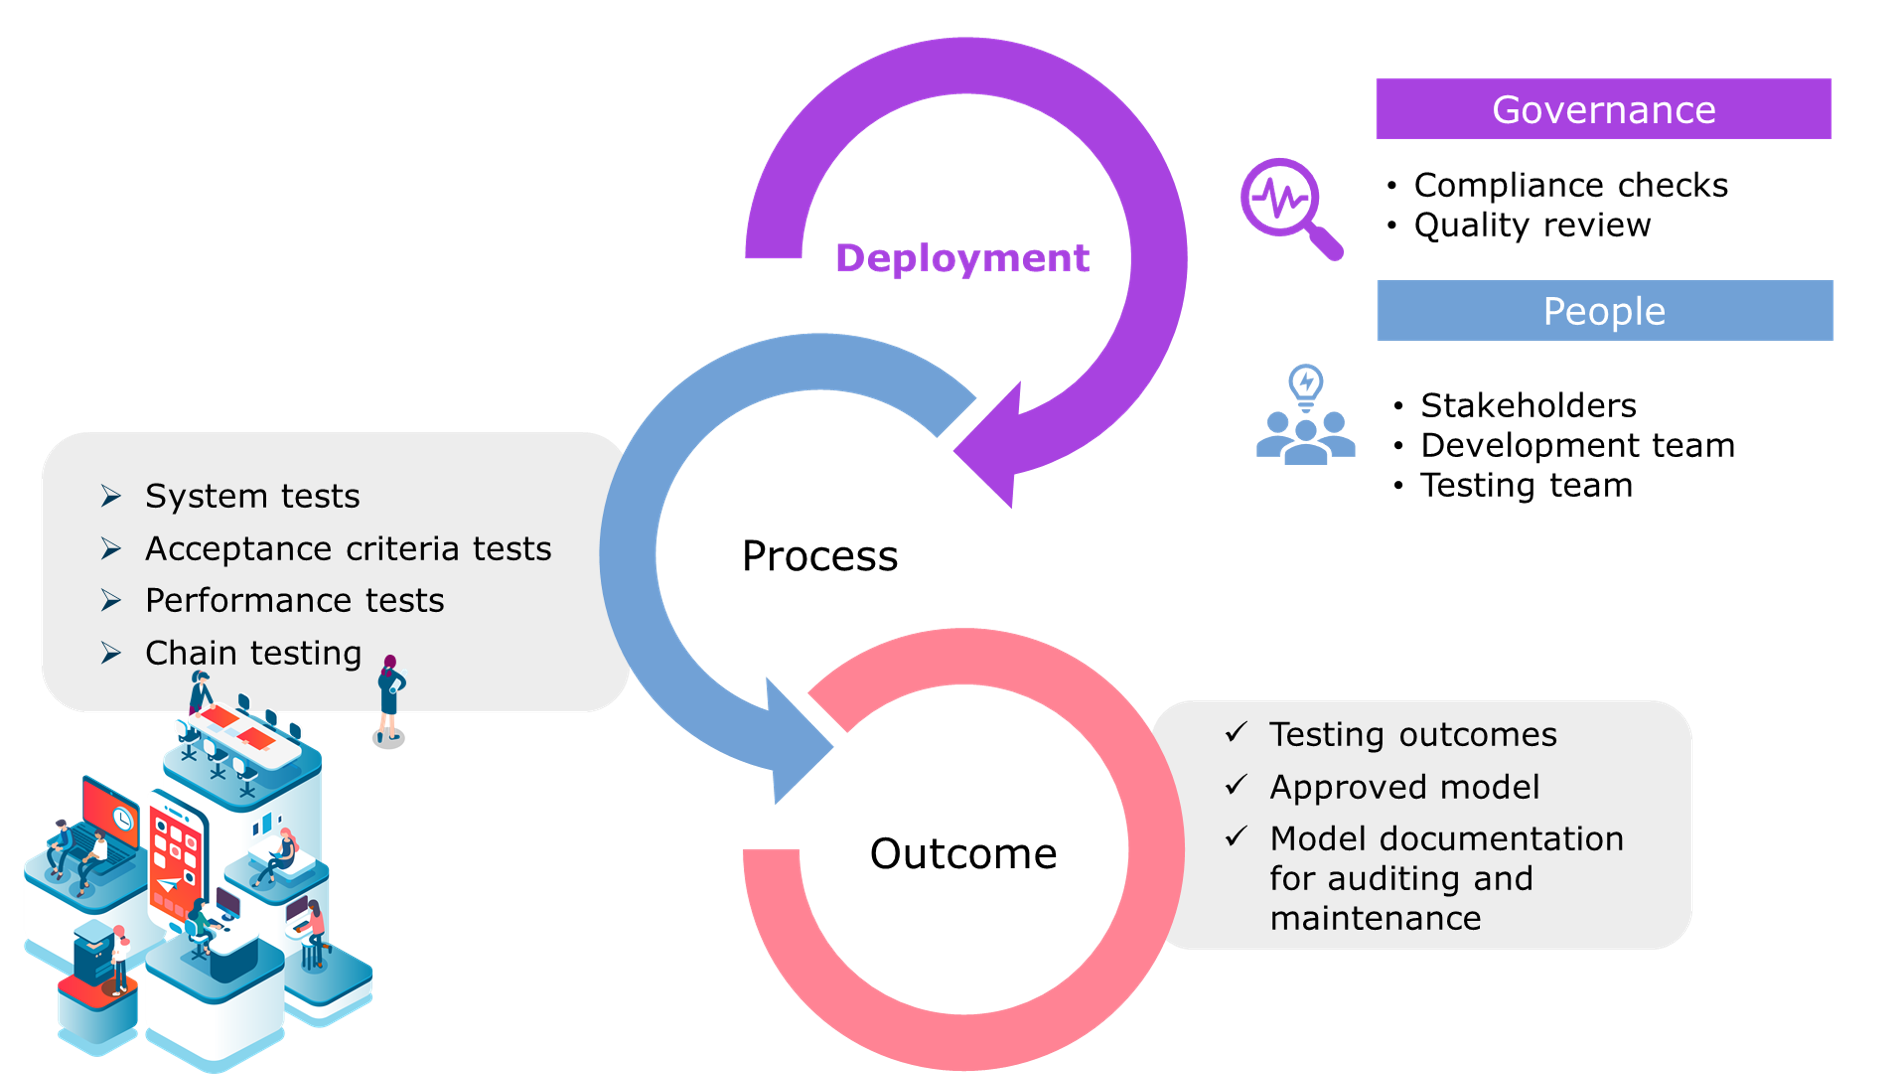 Deployment
Governance
• Compliance checks
• Quality review
People
• Stakeholders
• Development team
• Testing team
Process
➢ System tests
➢ Acceptance criteria tests
➢ Performance tests
➢ Chain testing
Outcome
✓ Testing outcomes
✓ Approved model
✓ Model documentation
for auditing and
maintenance